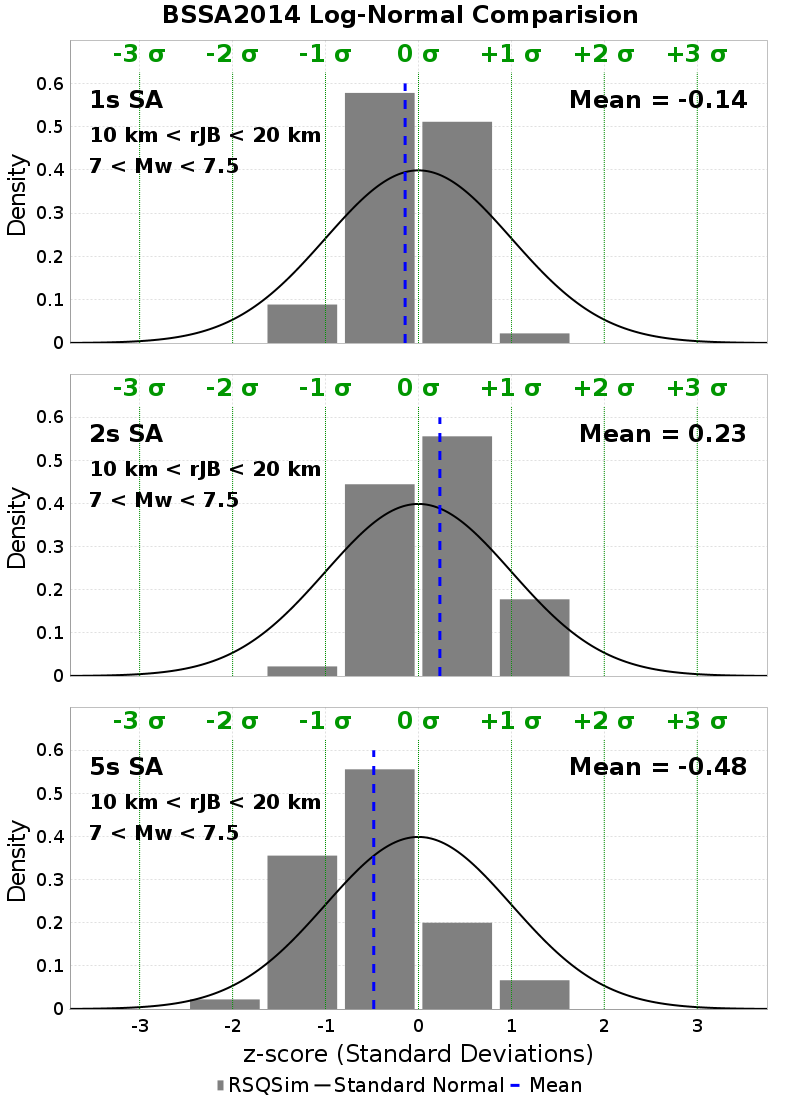 BSSA2014 Log-Normal Comparision
-3 σ -2 σ -1 σ 0 σ +1 σ +2 σ +3 σ
1s SA
Mean = -0.14
10 km < rJB < 20 km
7 < Mw < 7.5
Density
0.6
0.5
0.4
0.3
0.2
0.1
0
-3 σ -2 σ -1 σ 0 σ +1 σ +2 σ +3 σ
2s SA
Mean = 0.23
10 km < rJB < 20 km
7 < Mw < 7.5
Density
0.6
0.5
0.4
0.3
0.2
0.1
0
-3 σ -2 σ -1 σ 0 σ +1 σ +2 σ +3 σ
5s SA
Mean = -0.48
10 km < rJB < 20 km
7 < Mw < 7.5
Density
0.6
0.5
0.4
0.3
0.2
0.1
0
-3 -2 -1 0 1 2 3
z-score (Standard Deviations)
RSQSim Standard Normal Mean